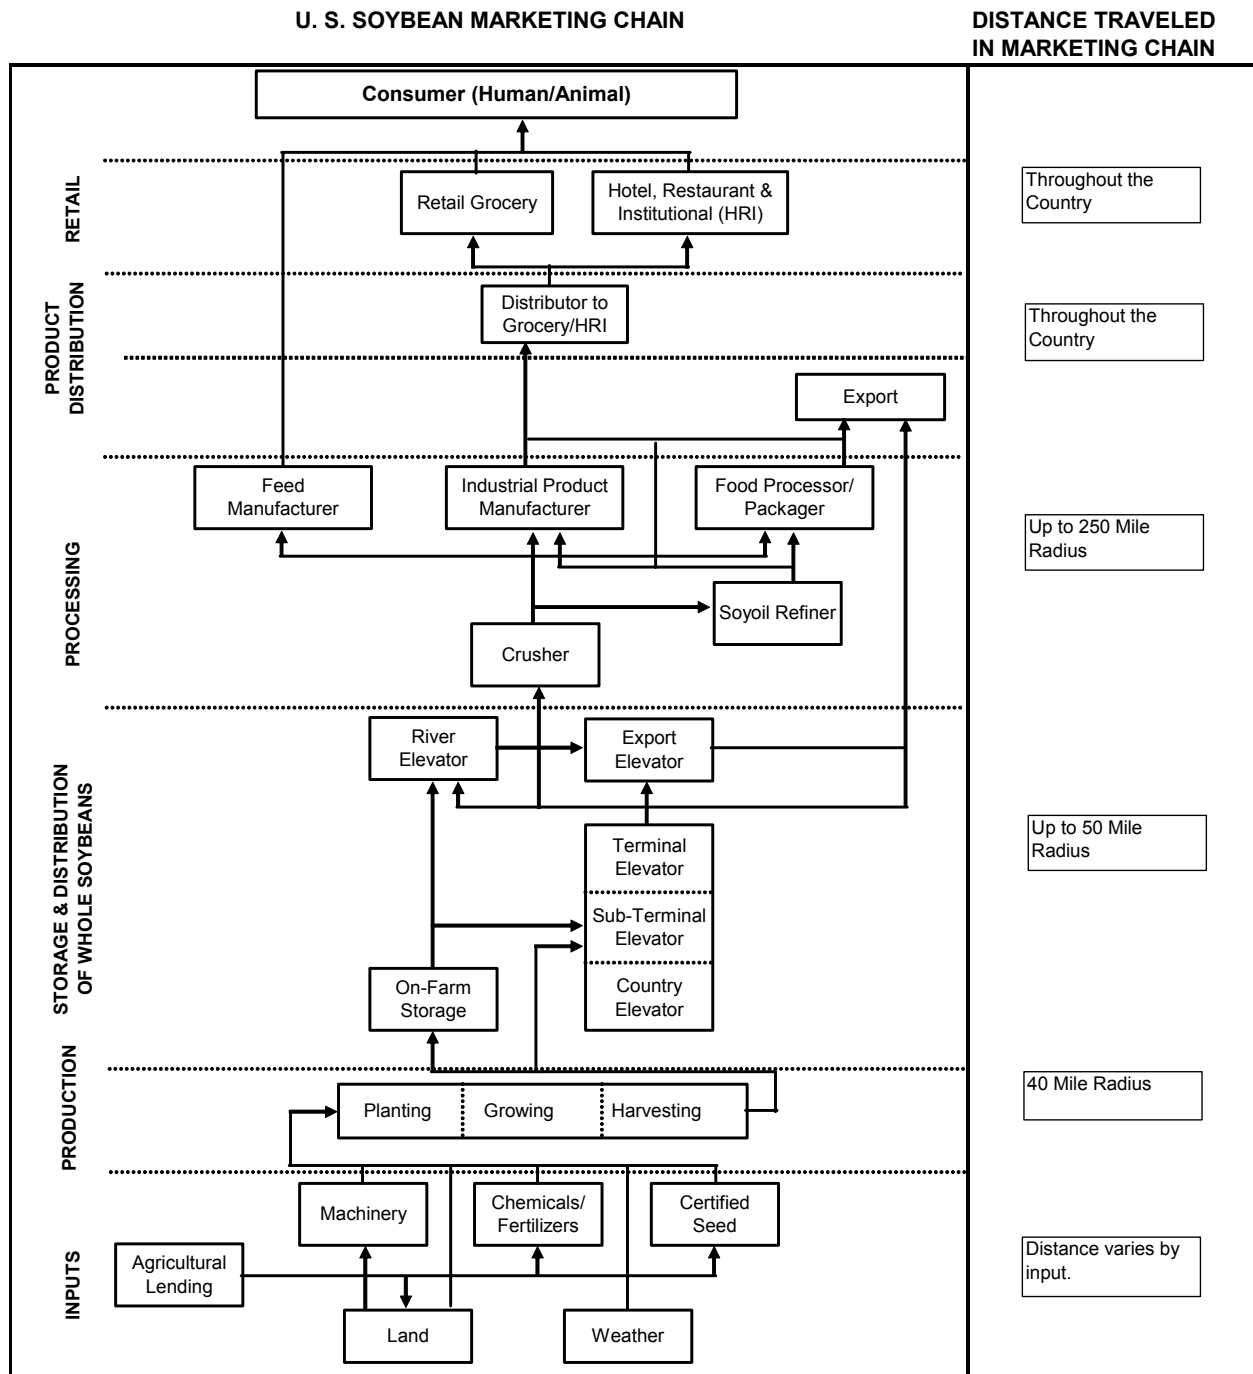 U. S. SOYBEAN MARKETING CHAIN
DISTANCE TRAVELED
IN MARKETING CHAIN
Consumer (Human/Animal)
RETAIL
Retail Grocery
Hotel, Restaurant &
Institutional (HRI)
Throughout the
Country
PRODUCT
DISTRIBUTION
Distributor to
Grocery/HRI
Throughout the
Country
Export
PROCESSING
Feed
Manufacturer
Industrial Product
Manufacturer
Food Processor/
Packager
Up to 250 Mile
Radius
Soyoil Refiner
Crusher
STORAGE & DISTRIBUTION
OF WHOLE SOYBEANS
River
Elevator
Export
Elevator
Up to 50 Mile
Radius
Terminal
Elevator
Sub-Terminal
Elevator
On-Farm
Storage
Country
Elevator
PRODUCTION
Planting
Growing
Harvesting
40 Mile Radius
INPUTS
Machinery
Chemicals/
Fertilizers
Certified
Seed
Agricultural
Lending
Distance varies by
input.
Land
Weather